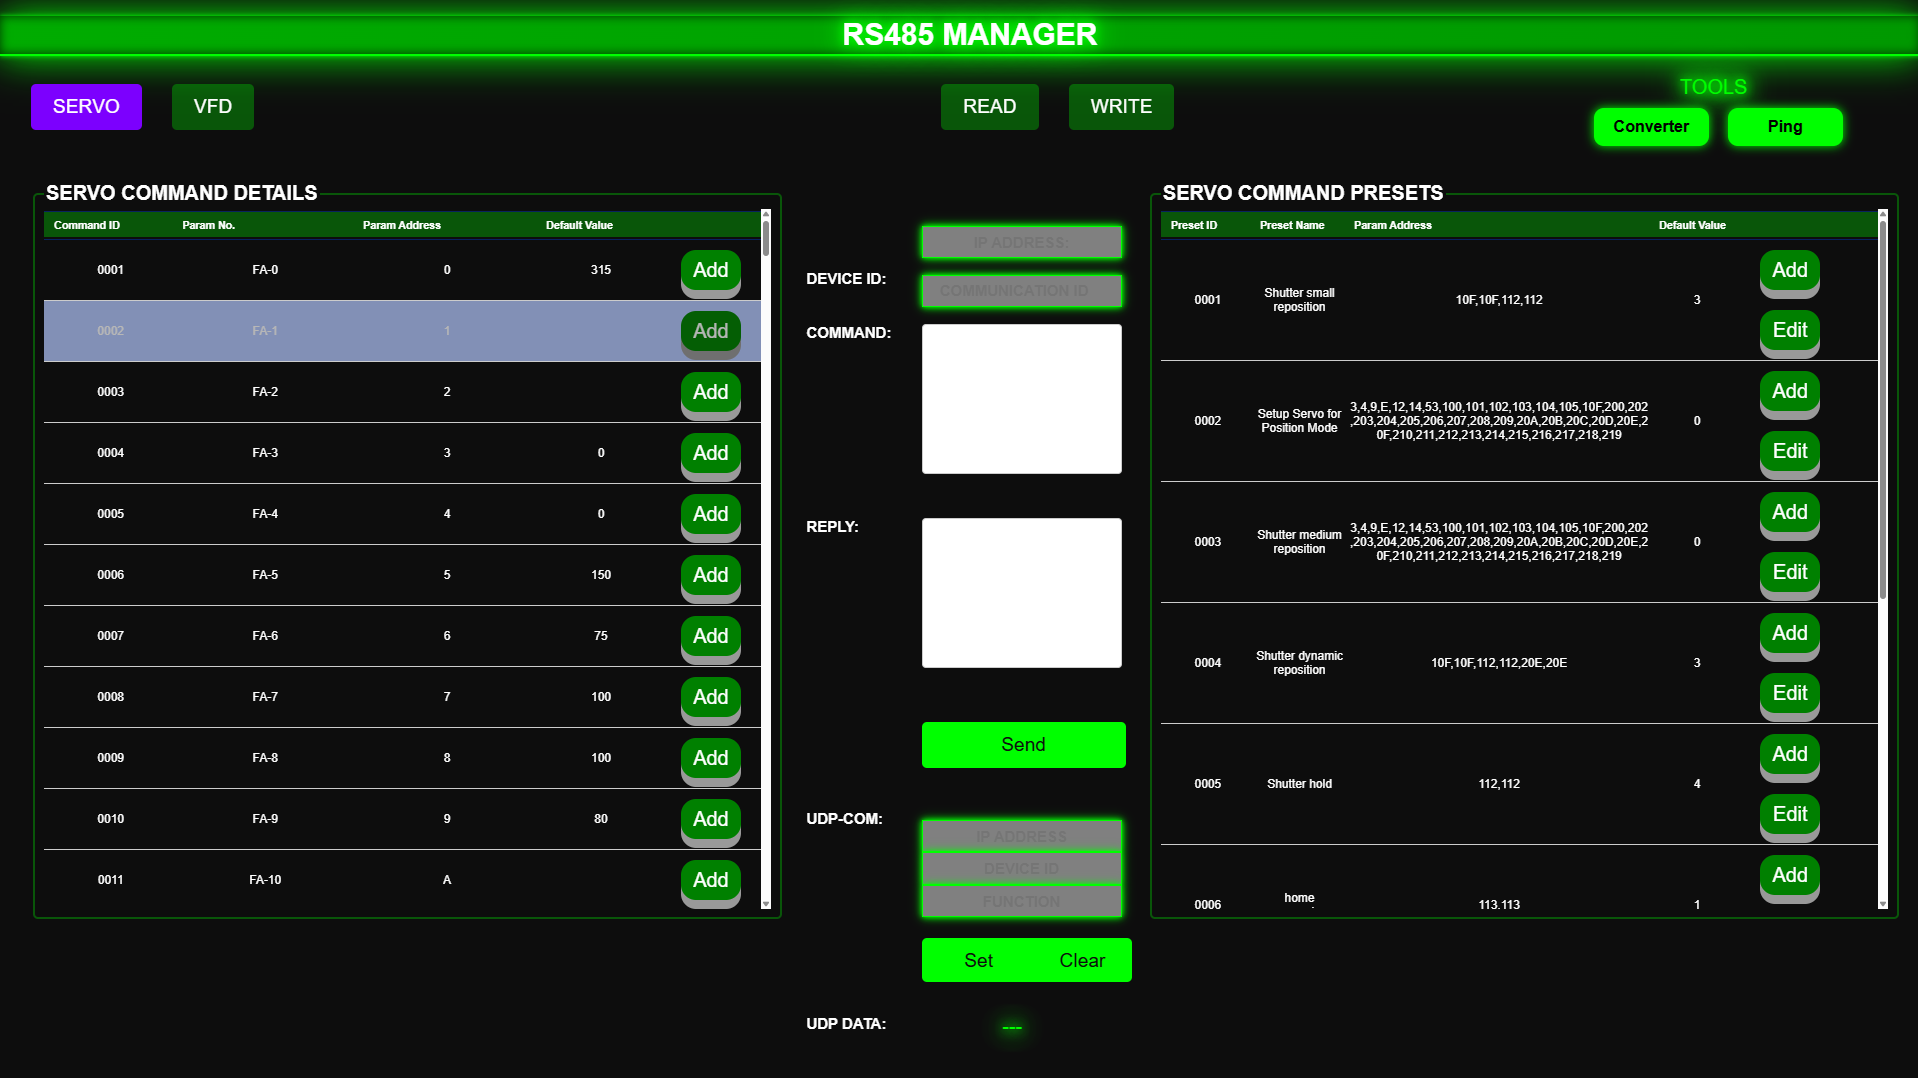 RS485 MANAGER
SERVO VFD READ WRITE
TOOLS
Converter Ping
SERVO COMMAND DETAILS
Command ID Param No. Param Address Default Value
0001 FA-0 0 315 Add
0002 FA-1 1 Add
0003 FA-2 2 Add
0004 FA-3 3 0 Add
0005 FA-4 4 0 Add
0006 FA-5 5 150 Add
0007 FA-6 6 75 Add
0008 FA-7 7 100 Add
0009 FA-8 8 100 Add
0010 FA-9 9 80 Add
0011 FA-10 A Add
IP ADDRESS:
DEVICE ID:
COMMUNICATION ID
COMMAND:
REPLY:
Send
UDP-COM:
IP ADDRESS
DEVICE ID
FUNCTION
Set Clear
UDP DATA: ---
SERVO COMMAND PRESETS
Preset ID Preset Name Param Address Default Value
0001 Shutter small
reposition 10F,10F,112,112 3 Add
Edit
0002 Setup Servo for
Position Mode 3,4,9,E,12,14,53,100,101,102,103,104,105,10F,200,202
,203,204,205,206,207,208,209,20A,20B,20C,20D,20E,2
0F,210,211,212,213,214,215,216,217,218,219 0 Add
Edit
0003 Shutter medium
reposition 3,4,9,E,12,14,53,100,101,102,103,104,105,10F,200,202
,203,204,205,206,207,208,209,20A,20B,20C,20D,20E,2
0F,210,211,212,213,214,215,216,217,218,219 0 Add
Edit
0004 Shutter dynamic
reposition 10F,10F,112,112,20E,20E 3 Add
Edit
0005 Shutter hold 112,112 4 Add
Edit
0006 home 113,113 1 Add